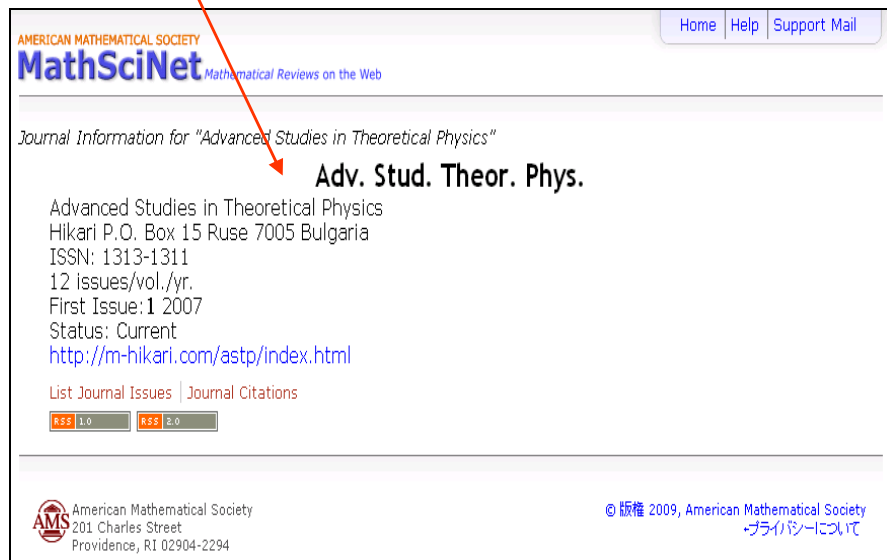 Home Help Support Mail
AMERICAN MATHEMATICAL SOCIETY
MathSciNet Mathematical Reviews on the Web
Journal Information for "Advanced Studies in Theoretical Physics"
Adv. Stud. Theor. Phys.
Advanced Studies in Theoretical Physics
Hikari P.O. Box 15 Ruse 7005 Bulgaria
ISSN: 1313-1311
12 issues/vol./yr.
First Issue:1 2007
Status: Current
http://m-hikari.com/astp/index.html
List Journal Issues Journal Citations
RSS 1.0 RSS 2.0
AMS
American Mathematical Society
201 Charles Street
Providence, RI 02904-2294
© 版権 2009, American Mathematical Society
プライバシーについて